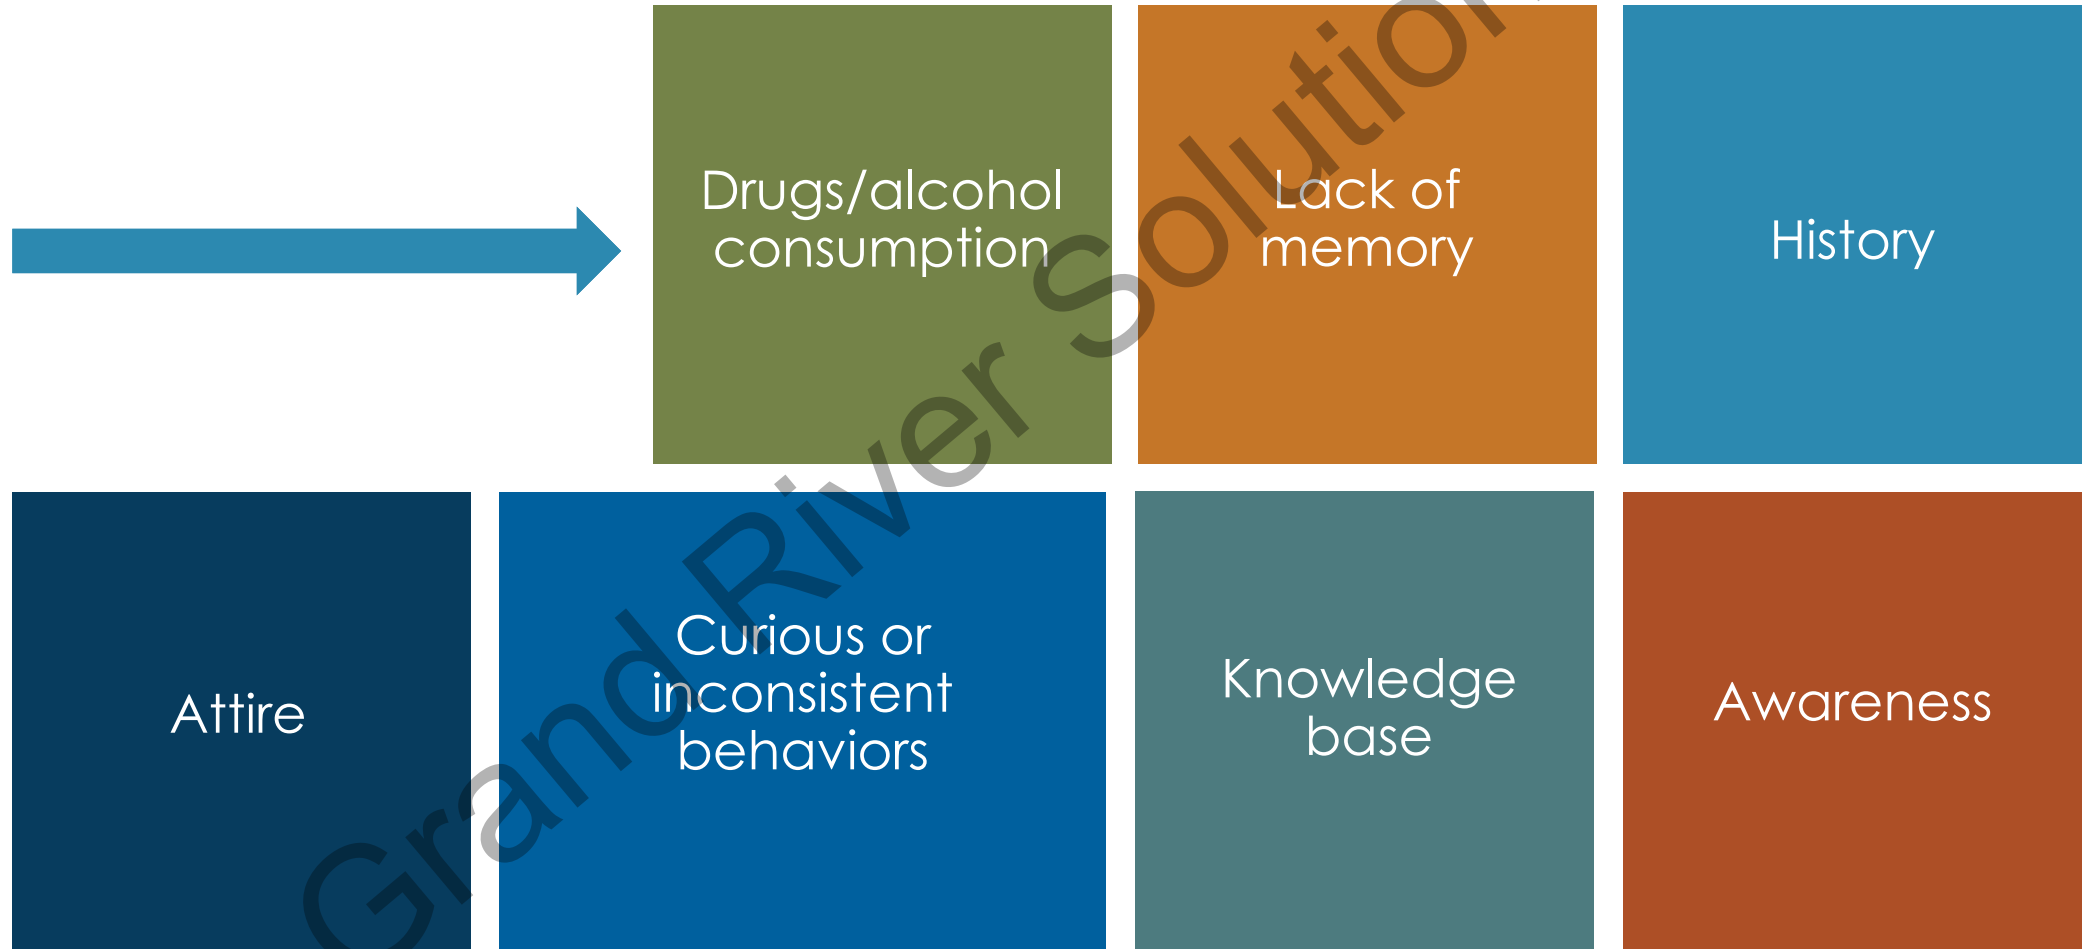 Drugs/alcohol
consumption
Lack of
memory
History
Attire
Curious or
inconsistent
behaviors
Knowledge
base
Awareness
Grand River Solution